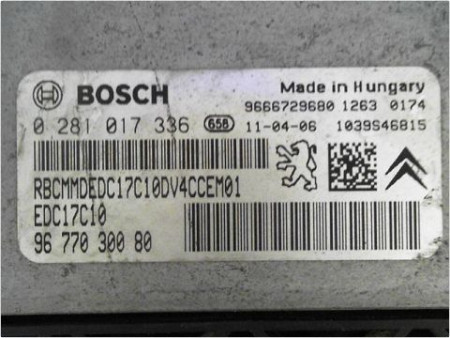 BOSCH Made in Hungary
9666729680 1263 0174
0 281 017 336 658 11-04-06 1039S46815
RBCMMDEDC17C10DV4CCEM01
EDC17C10
96 770 300 80